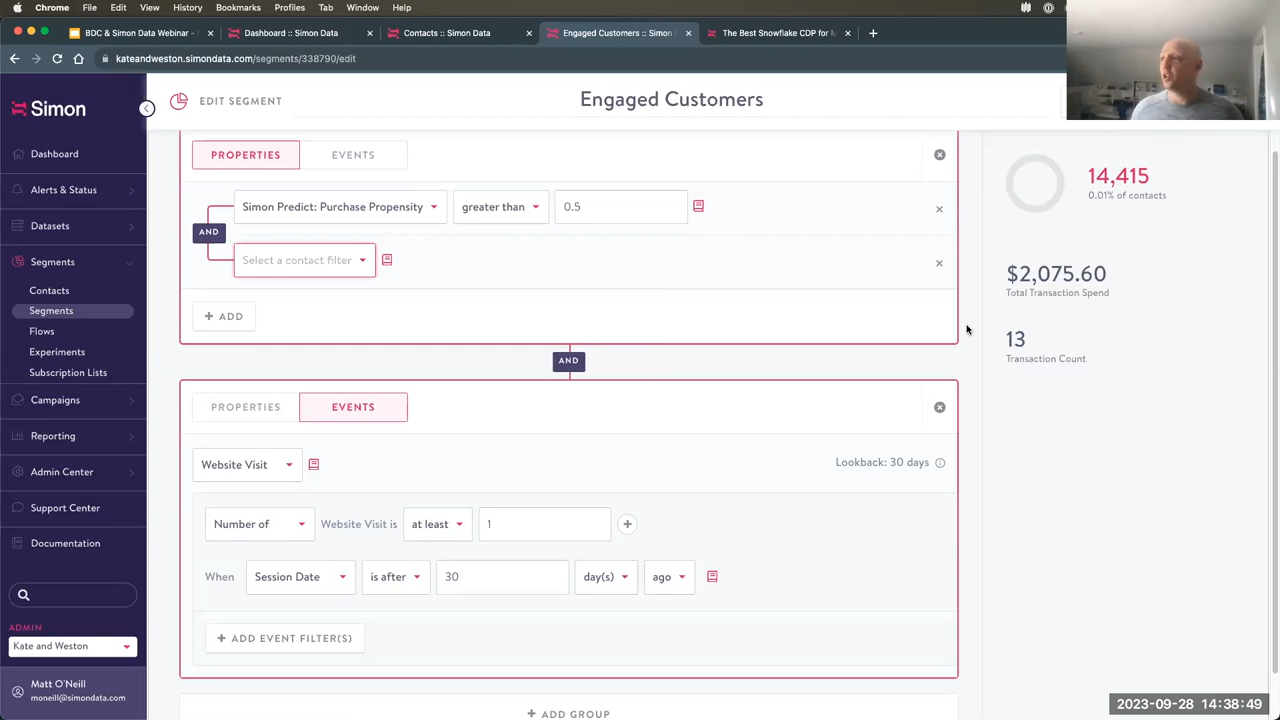 Chrome File Edit View History Bookmarks Profiles Tab Window Help
BDC & Simon Data Webinar -
Dashboard :: Simon Data
Contacts :: Simon Data
Engaged Customers :: Simon
The Best Snowflake CDP for M
kateandweston.simondata.com/segments/338790/edit
Simon
EDIT SEGMENT
Engaged Customers
Dashboard
Alerts & Status
Datasets
Segments
Contacts
Segments
Flows
Experiments
Subscription Lists
Campaigns
Reporting
Admin Center
Support Center
Documentation
ADMIN
Kate and Weston
Matt O'Neill
moneill@simondata.com
PROPERTIES EVENTS
Simon Predict: Purchase Propensity greater than 0.5
AND
Select a contact filter
+ ADD
AND
PROPERTIES EVENTS
Website Visit
Lookback: 30 days
Number of Website Visit is at least 1
When Session Date is after 30 day(s) ago
+ ADD EVENT FILTER(S)
+ ADD GROUP
14,415
0.01% of contacts
$2,075.60
Total Transaction Spend
13
Transaction Count
2023-09-28 14:38:49